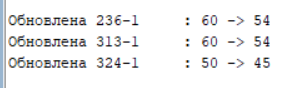 Обновлена 236-1     : 60 -> 54
Обновлена 313-1     : 60 -> 54
Обновлена 324-1     : 50 -> 45